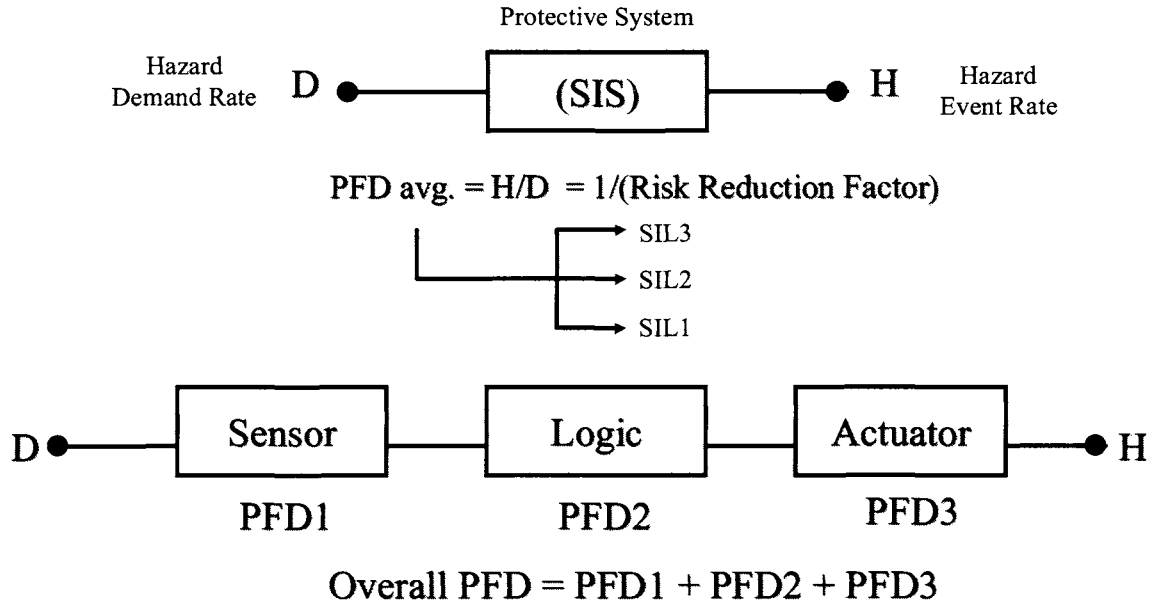 Protective System
Hazard
Demand Rate
D
(SIS)
H
Hazard
Event Rate
PFD avg. = H/D = 1/(Risk Reduction Factor)
SIL3
SIL2
SIL1
D
Sensor
Logic
Actuator
H
PFD1
PFD2
PFD3
Overall PFD = PFD1 + PFD2 + PFD3